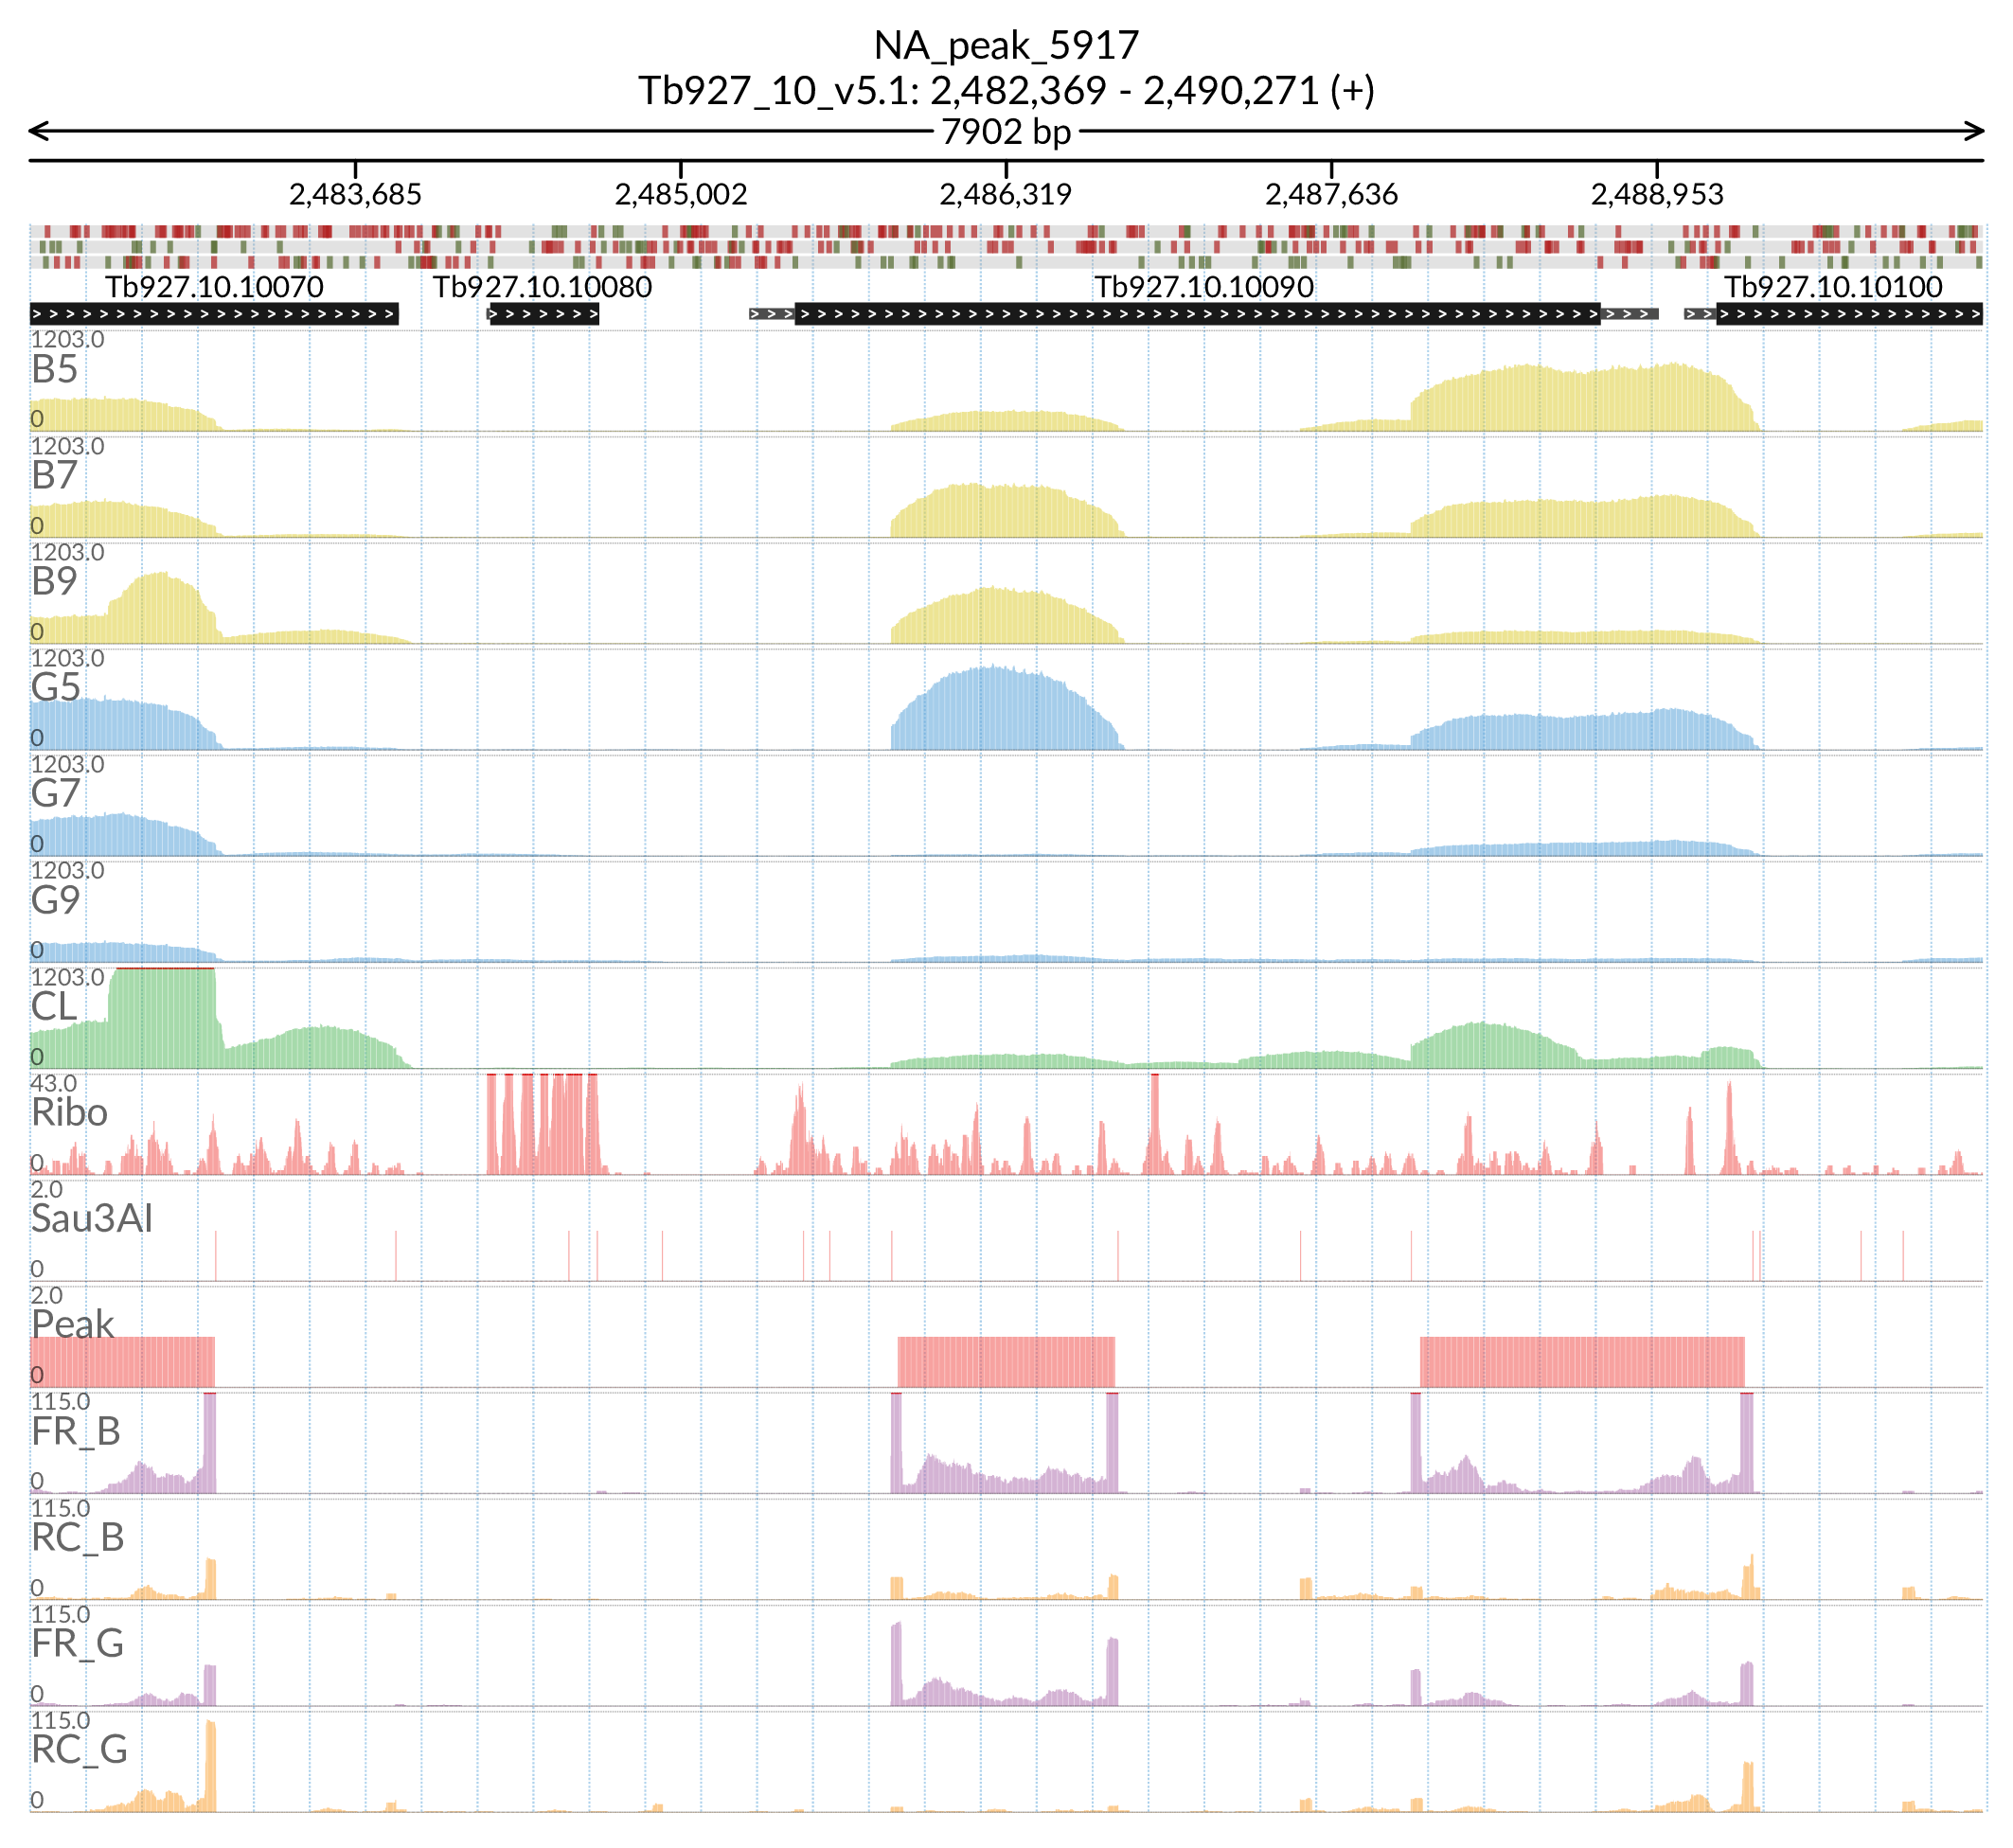 NA_peak_5917
Tb927_10_v5.1: 2,482,369 - 2,490,271 (+)
7902 bp
2,483,685 2,485,002 2,486,319 2,487,636 2,488,953
Tb927.10.10070 Tb927.10.10080 Tb927.10.10090 Tb927.10.10100
1203.0
B5
0
1203.0
B7
0
1203.0
B9
0
1203.0
G5
0
1203.0
G7
0
1203.0
G9
0
1203.0
CL
0
43.0
Ribo
0
2.0
Sau3AI
0
2.0
Peak
0
115.0
FR_B
0
115.0
RC_B
0
115.0
FR_G
0
115.0
RC_G
0